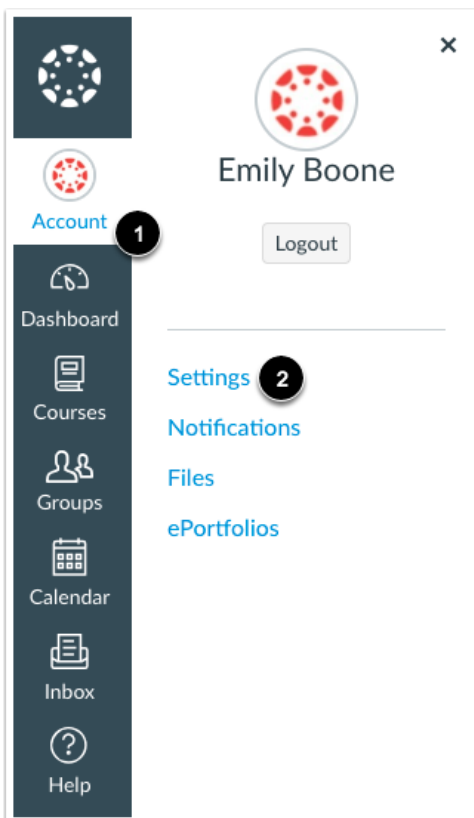 Account
1
Dashboard
Courses
Groups
Calendar
Inbox
?
Help
×
Emily Boone
Logout
Settings 2
Notifications
Files
ePortfolios